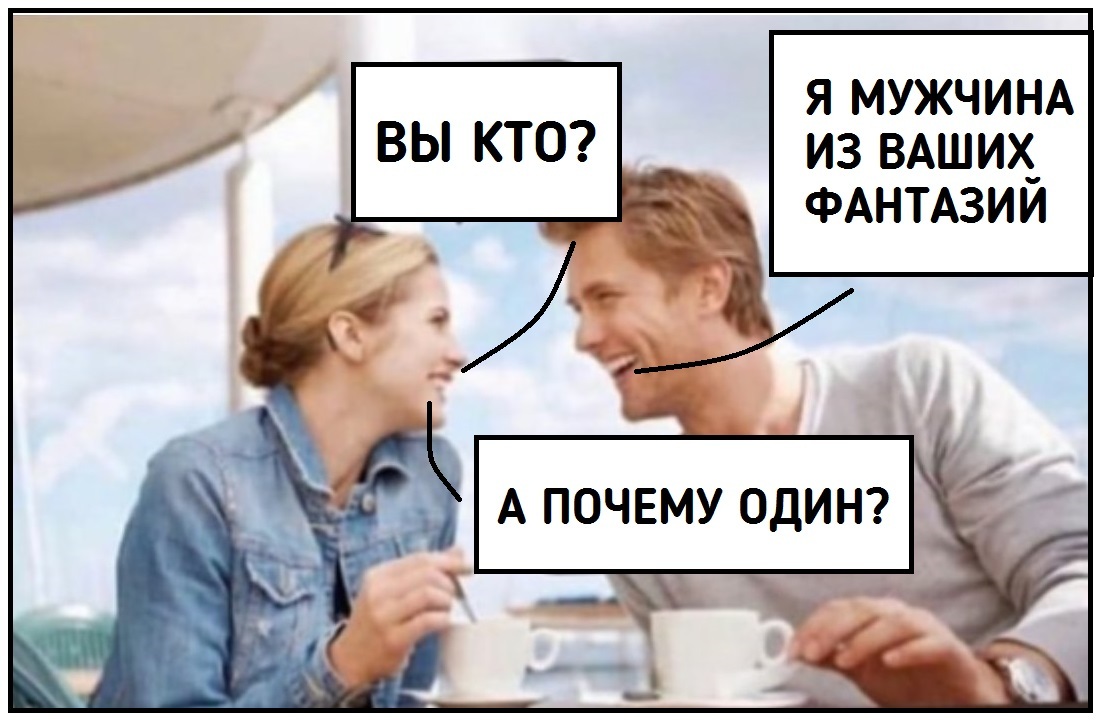 ВЫ КТО?
Я МУЖЧИНА
ИЗ ВАШИХ
ФАНТАЗИЙ
А ПОЧЕМУ ОДИН?